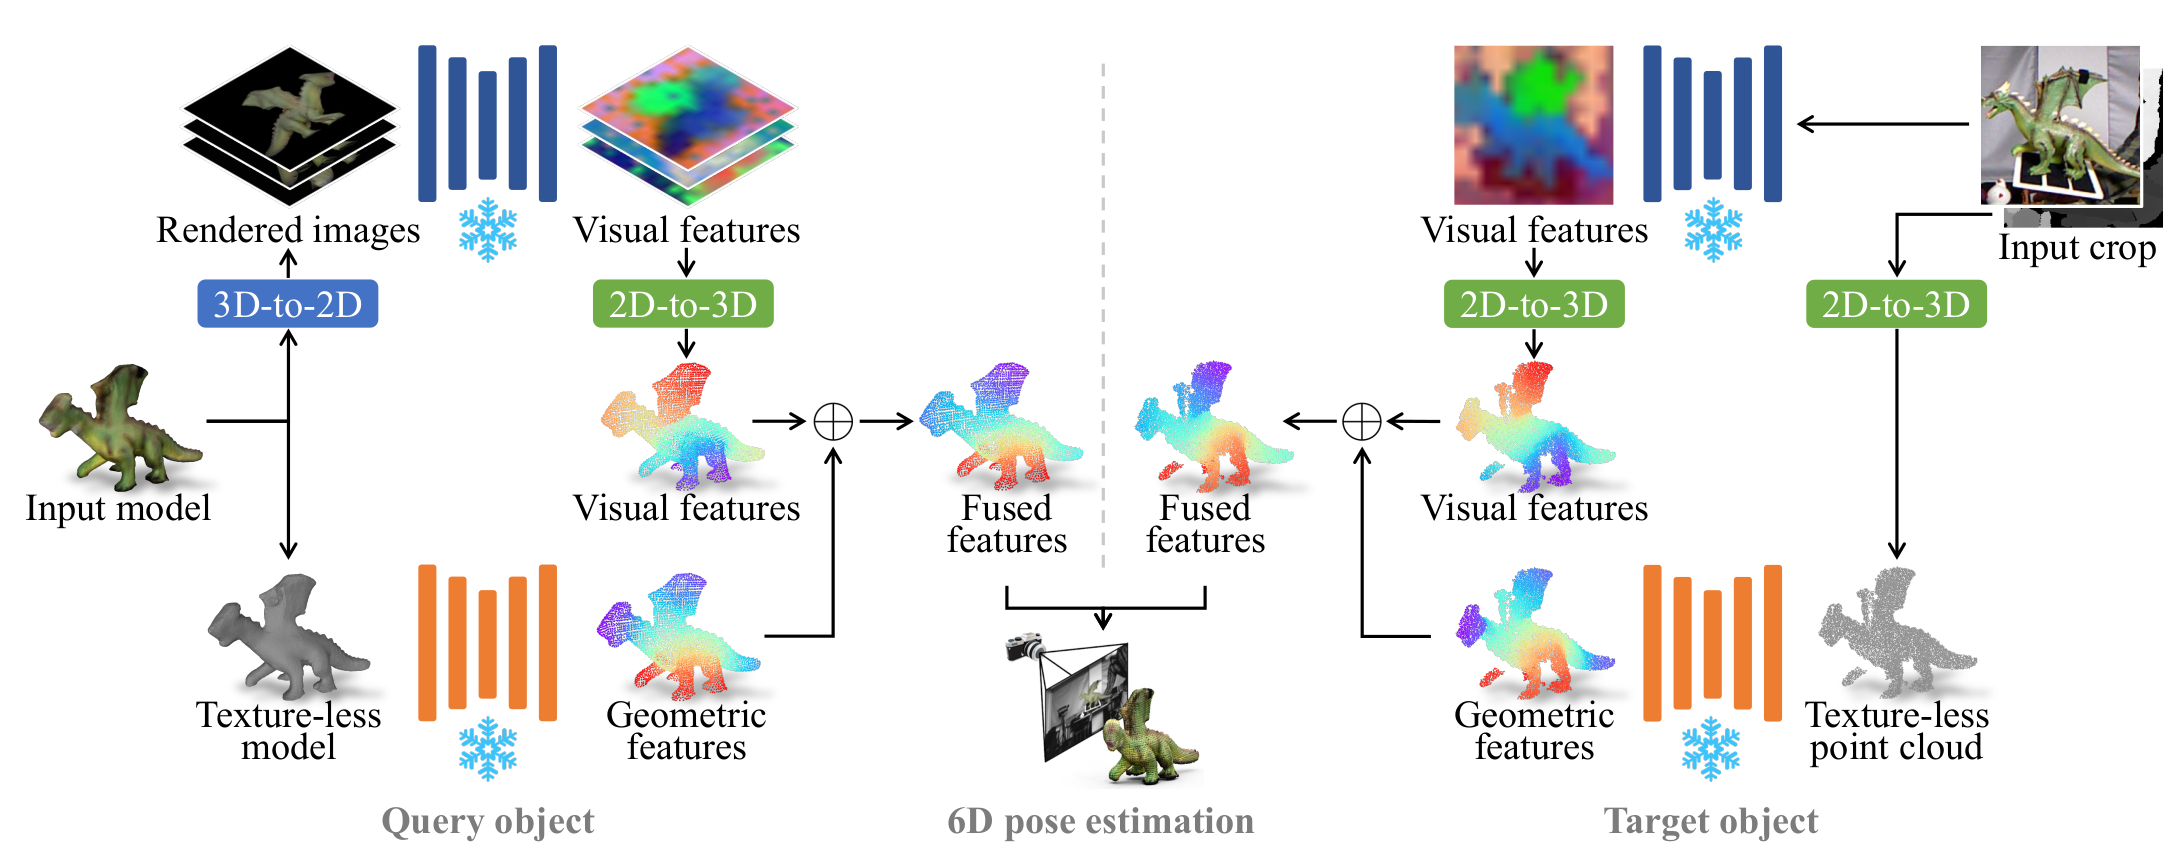 Rendered images
Visual features
Visual features
Input crop
3D-to-2D
2D-to-3D
2D-to-3D
2D-to-3D
Input model
Visual features
Fused
features
Fused
features
Visual features
Texture-less
model
Geometric
features
Geometric
features
Texture-less
point cloud
Query object
6D pose estimation
Target object